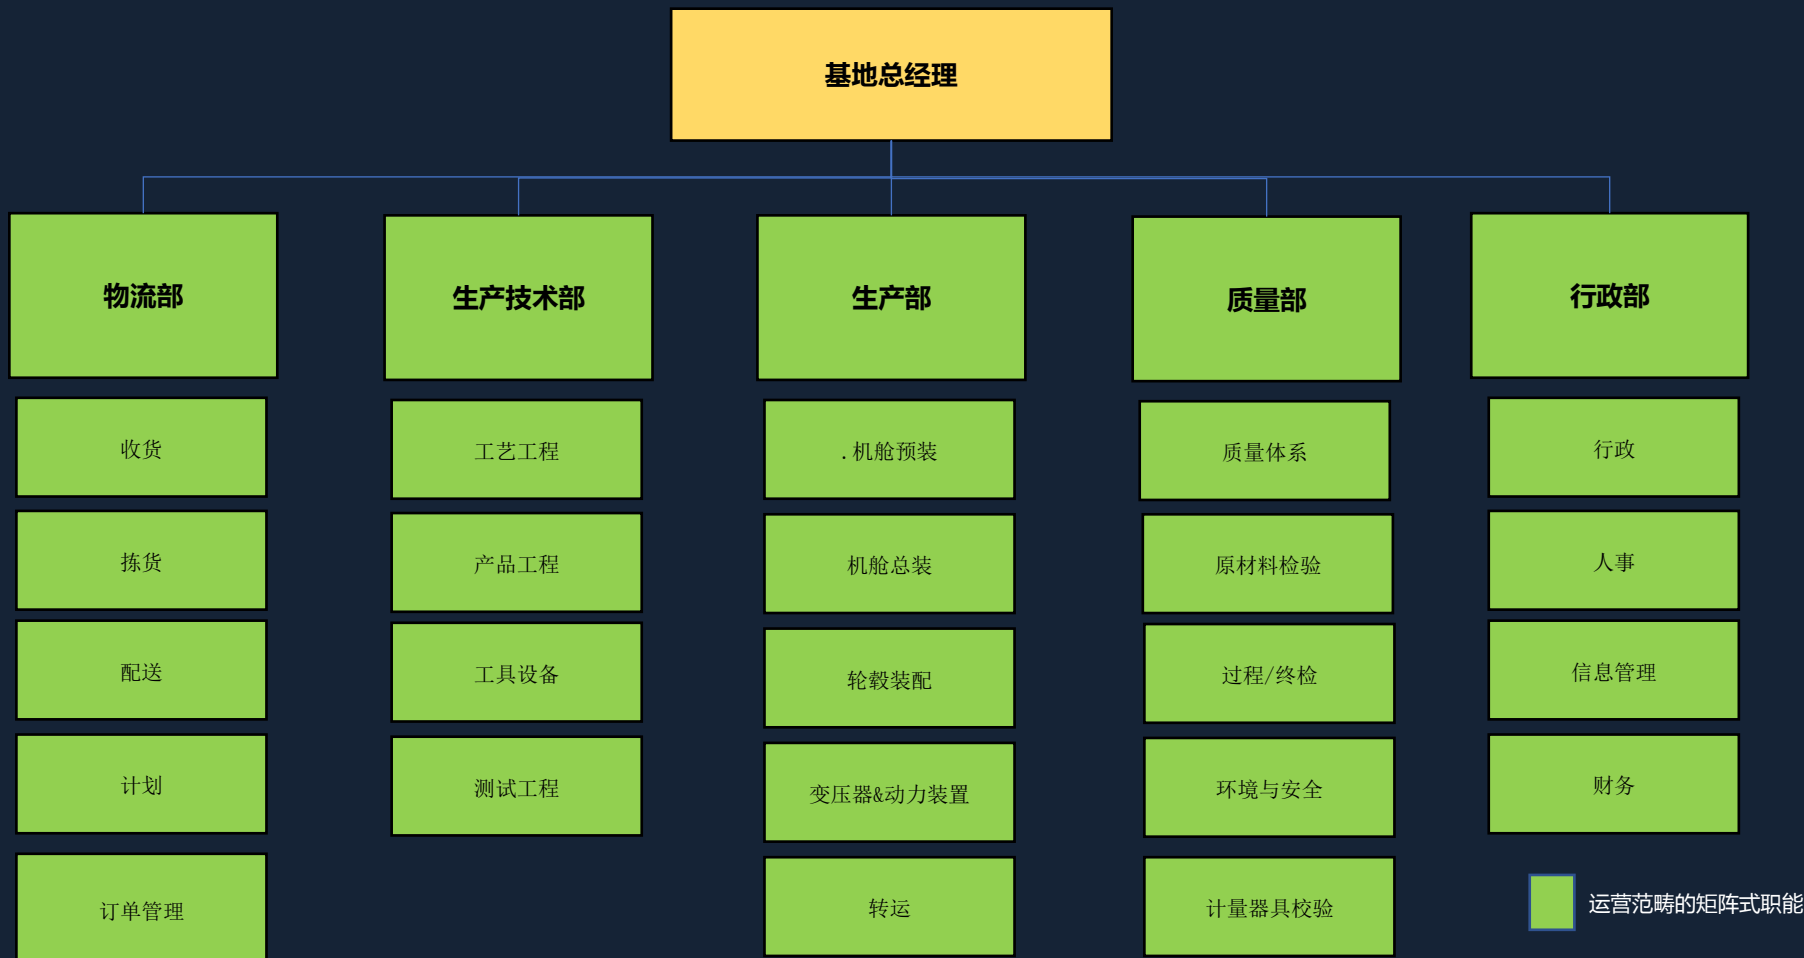 基地总经理
物流部
生产技术部
生产部
质量部
行政部
收货
工艺工程
.机舱预装
质量体系
行政
拣货
产品工程
机舱总装
原材料检验
人事
配送
工具设备
轮毂装配
过程/终检
信息管理
计划
测试工程
变压器&动力装置
环境与安全
财务
订单管理
转运
计量器具校验
运营范畴的矩阵式职能